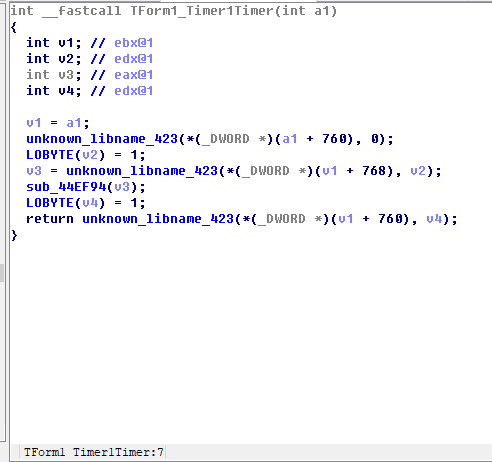 int __fastcall TForm1_Timer1Timer(int a1)
{
  int v1; // ebx@1
  int v2; // edx@1
  int v3; // eax@1
  int v4; // edx@1

  v1 = a1;
  unknown_libname_423(*(_DWORD *)(a1 + 760), 0);
  LOBYTE(v2) = 1;
  v3 = unknown_libname_423(*(_DWORD *)(v1 + 768), v2);
  sub_44EF94(v3);
  LOBYTE(v4) = 1;
  return unknown_libname_423(*(_DWORD *)(v1 + 760), v4);
}
TForm1 Timer1Timer:7